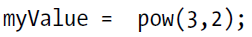 myValue =  pow(3,2);